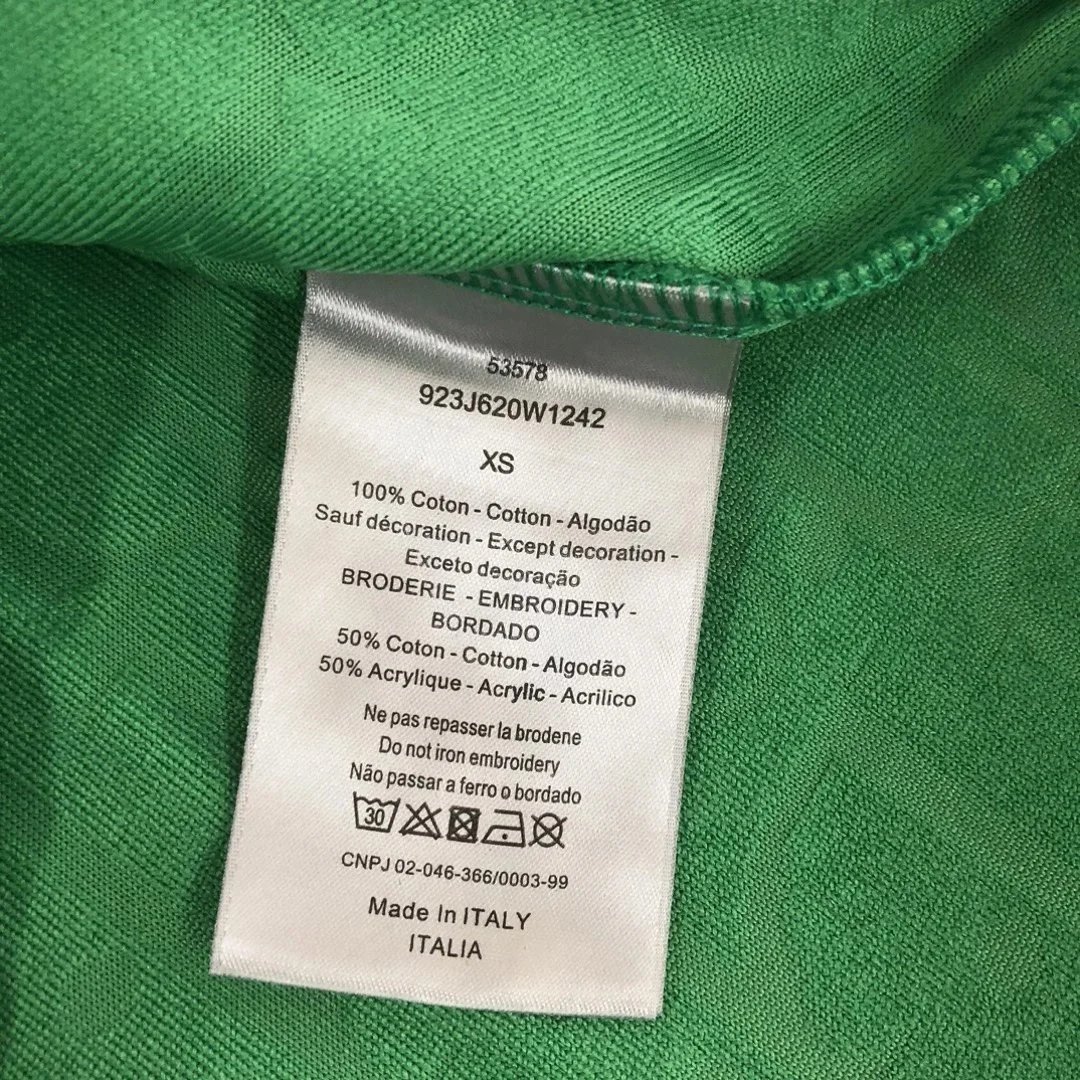 53578
923J620W1242
XS
100% Coton - Cotton - Algodão
Sauf décoration - Except decoration -
Exceto decoração
BRODERIE - EMBROIDERY -
BORDADO
50% Coton - Cotton - Algodão
50% Acrylique - Acrylic - Acrilico
Ne pas repasser la brodene
Do not iron embroidery
Não passar a ferro o bordado
30
CNPJ 02-046-366/0003-99
Made in ITALY
ITALIA